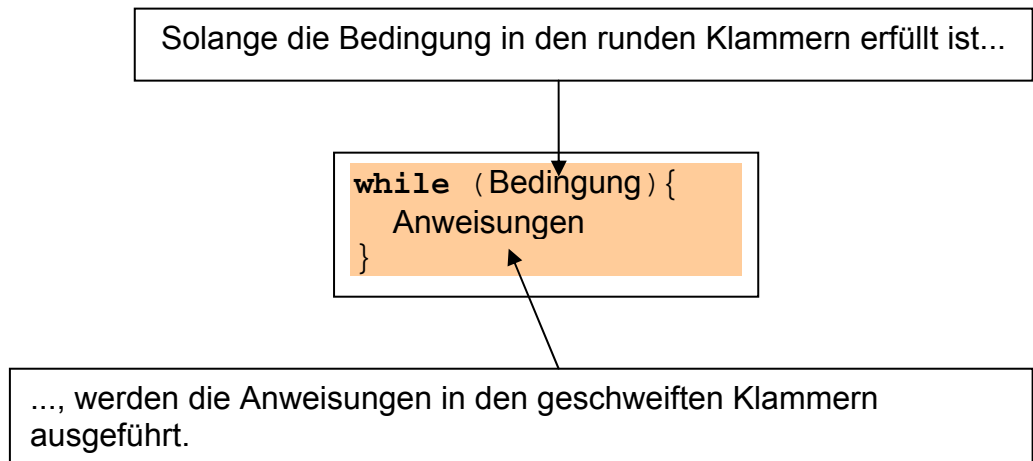 Solange die Bedingung in den runden Klammern erfüllt ist...
while (Bedingung){
Anweisungen
}
..., werden die Anweisungen in den geschweiften Klammern
ausgeführt.